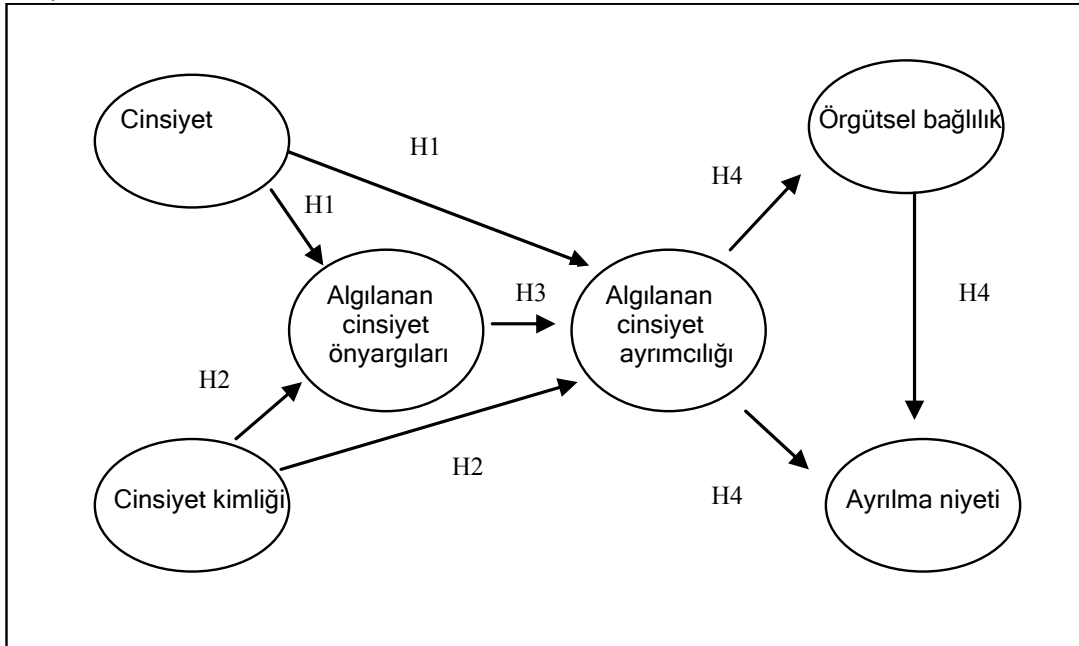 Cinsiyet
Örgütsel bağlılık
H1
H4
H1
Algılanan
cinsiyet
önyargıları
H3
Algılanan
cinsiyet
ayrımcılığı
H4
H2
H2
Cinsiyet kimliği
H4
Ayrılma niyeti